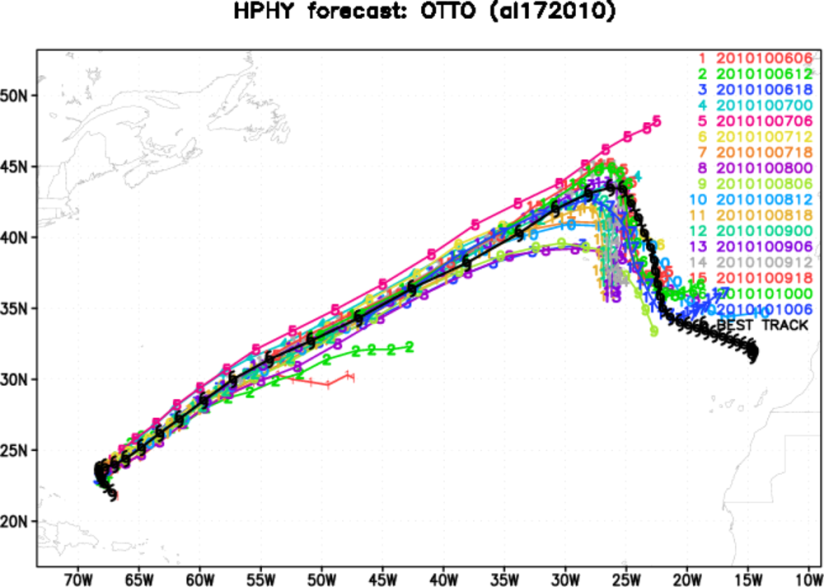 HPHY forecast: OTTO (al172010)
1 2010100606
2 2010100612
3 2010100618
4 2010100700
5 2010100706
6 2010100712
7 2010100718
8 2010100800
9 2010100806
10 2010100812
11 2010100818
12 2010100900
13 2010100906
14 2010100912
15 2010100918
2010101000
2010101006
BEST TRACK
50N
45N
40N
35N
30N
25N
20N
70W 65W 60W 55W 50W 45W 40W 35W 30W 25W 20W 15W 10W